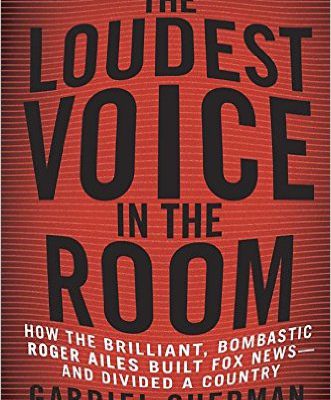 THE
LOUDEST
VOICE
IN THE
ROOM
HOW THE BRILLIANT, BOMBASTIC
ROGER AILES BUILT FOX NEWS—
AND DIVIDED A COUNTRY
GABRIEL SHERMAN